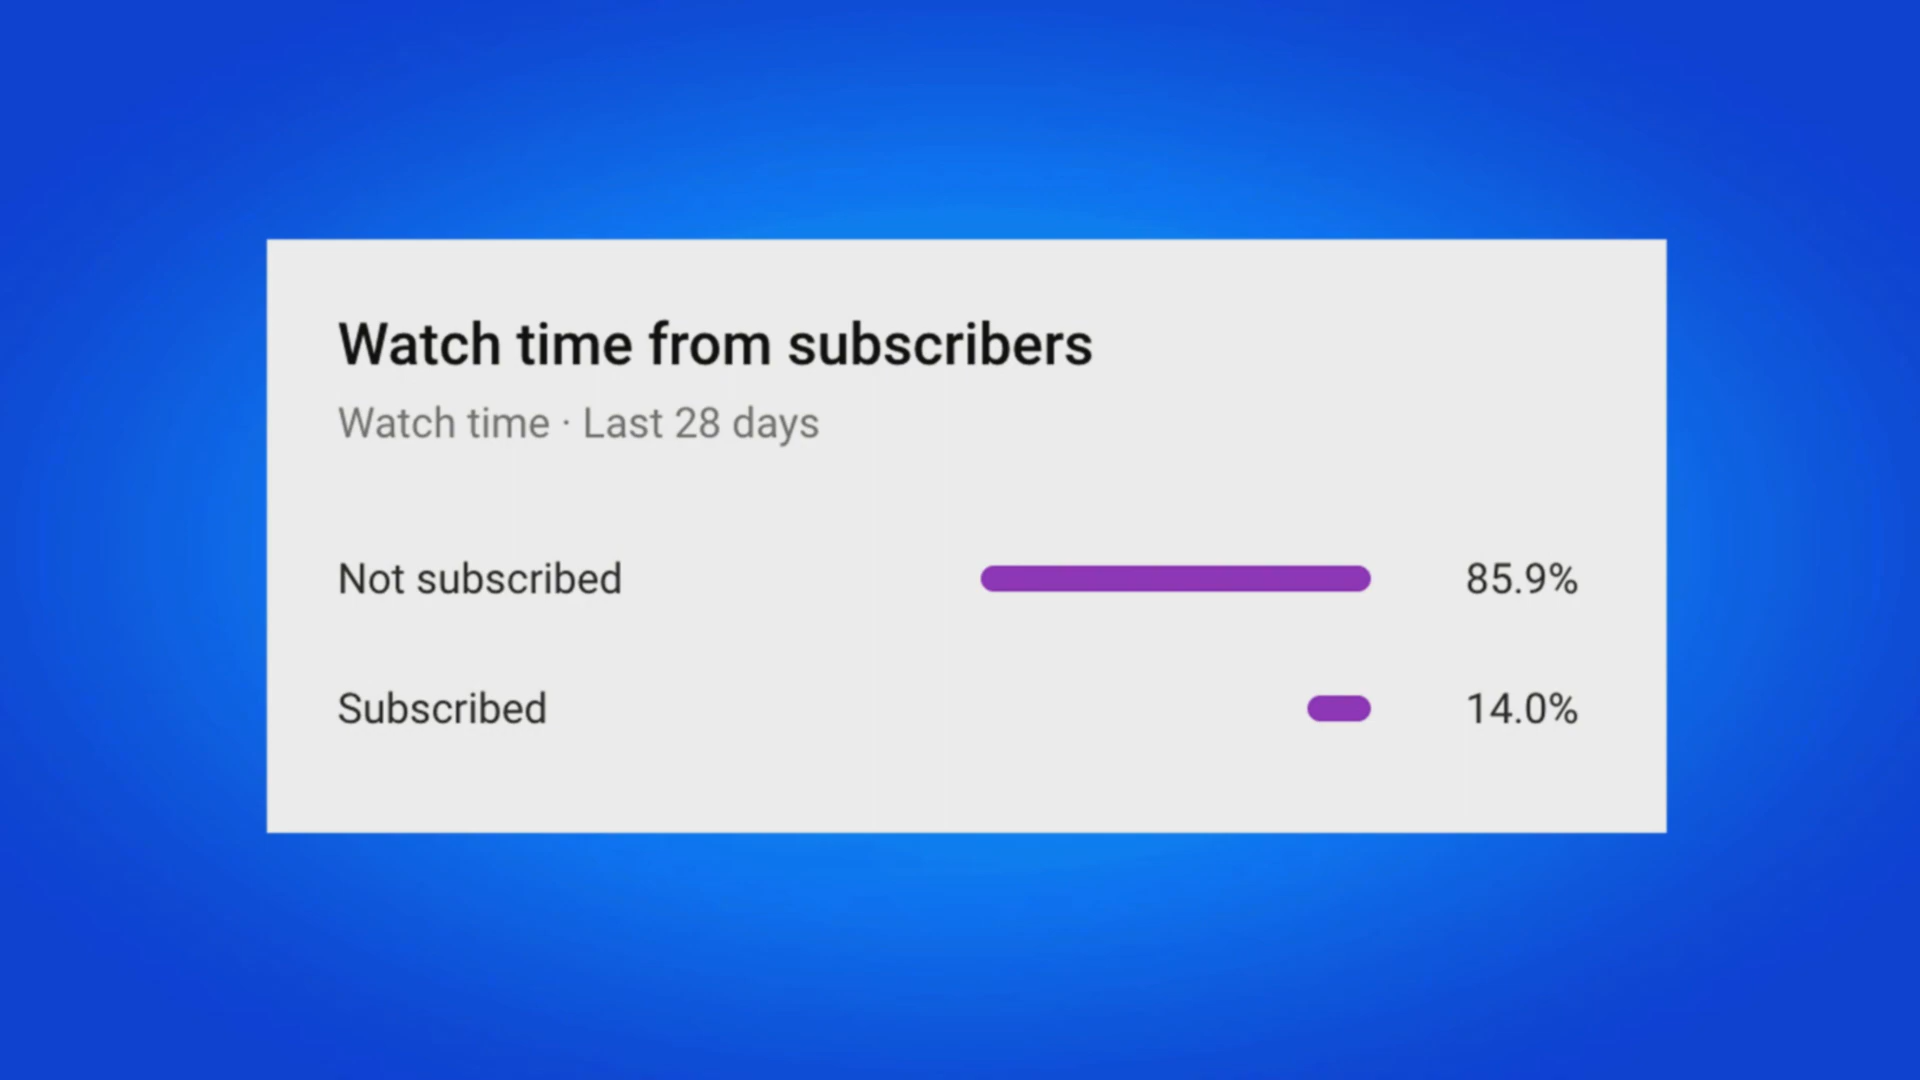 Watch time from subscribers
Watch time · Last 28 days
Not subscribed 85.9%
Subscribed 14.0%